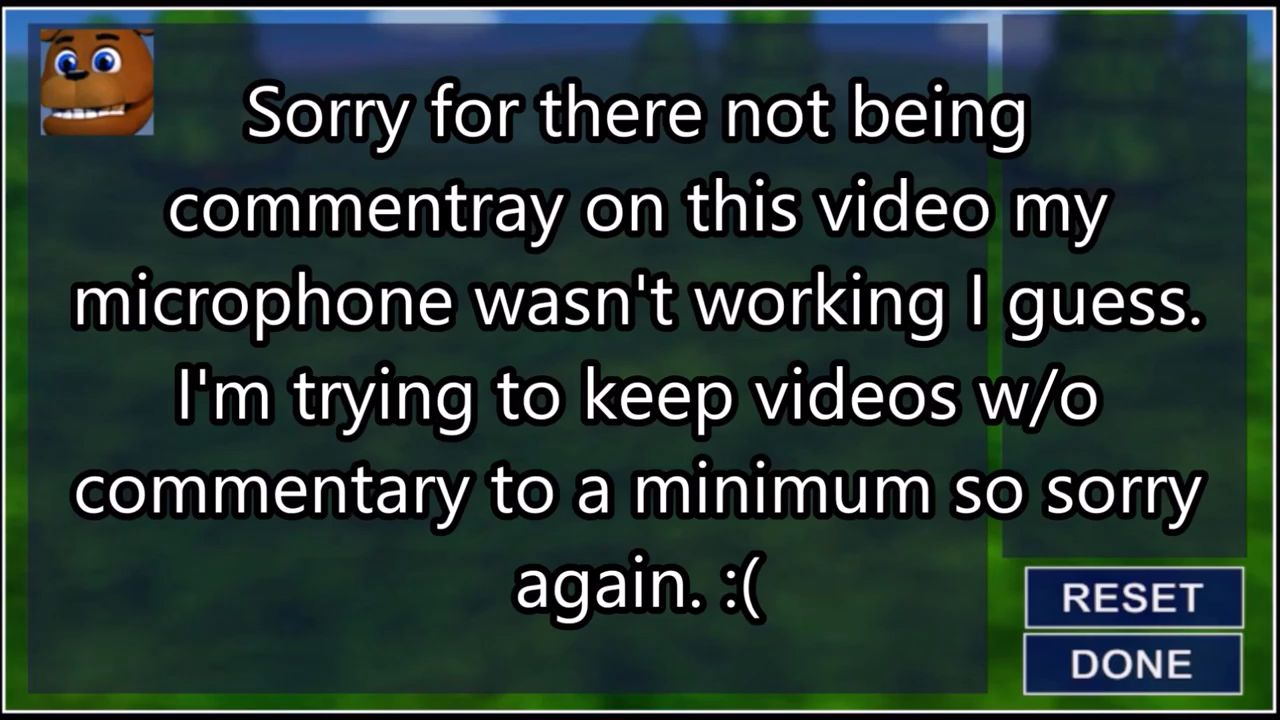 Sorry for there not being
commentray on this video my
microphone wasn't working I guess.
I'm trying to keep videos w/o
commentary to a minimum so sorry
again. :(
RESET
DONE